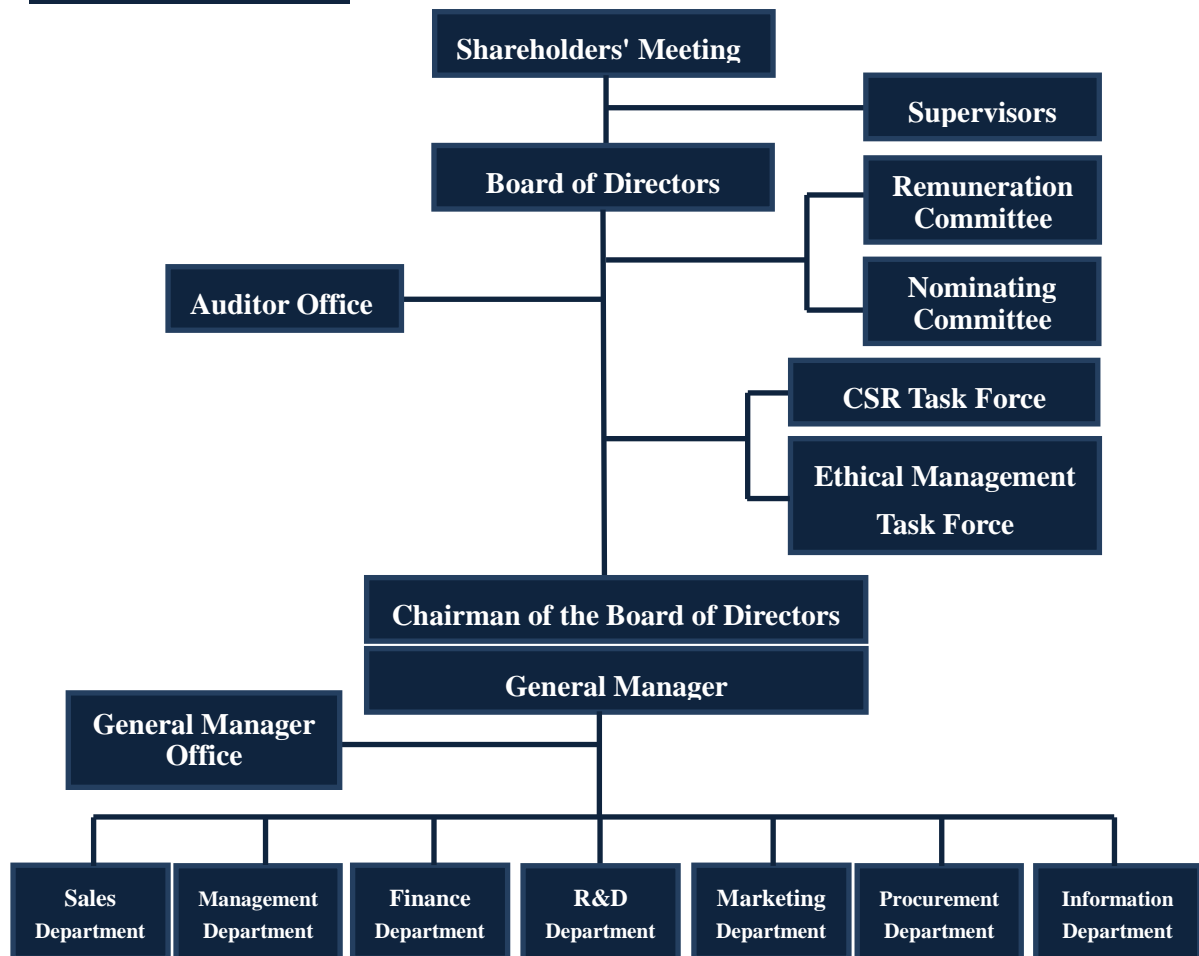 Shareholders' Meeting
Supervisors
Board of Directors
Remuneration
Committee
Auditor Office
Nominating
Committee
CSR Task Force
Ethical Management
Task Force
Chairman of the Board of Directors
General Manager
General Manager
Office
Sales
Department
Management
Department
Finance
Department
R&D
Department
Marketing
Department
Procurement
Department
Information
Department